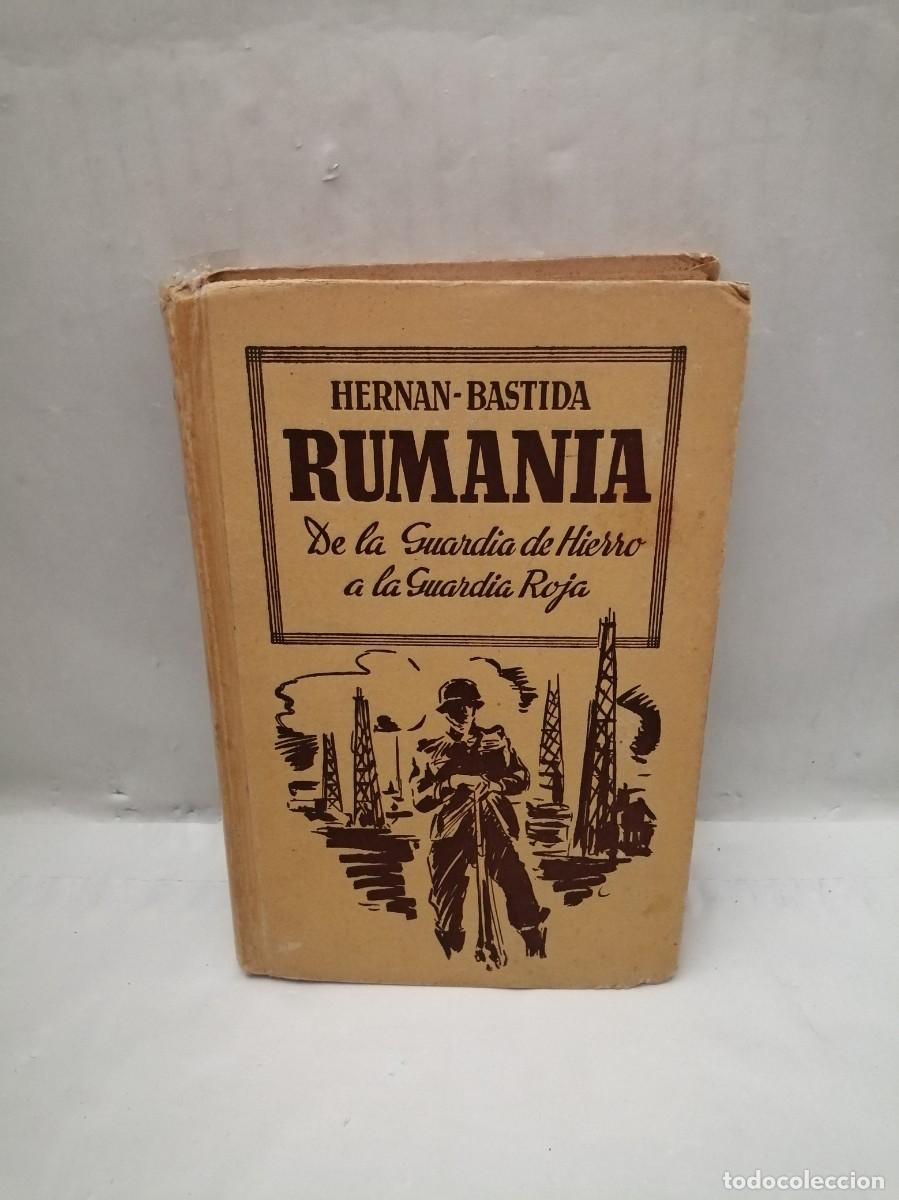 HERNAN-BASTIDA
RUMANIA
De la Guardia de Hierro
a la Guardia Roja
todocoleccion